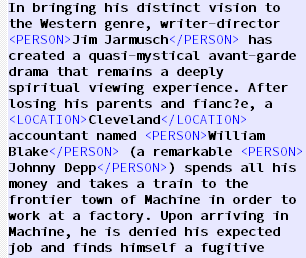 In bringing his distinct vision to
the Western genre, writer-director
<PERSON>Jim Jarmusch</PERSON> has
created a quasi-mystical avant-garde
drama that remains a deeply
spiritual viewing experience. After
losing his parents and fianc?e, a
<LOCATION>Cleveland</LOCATION>
accountant named <PERSON>William
Blake</PERSON> (a remarkable <PERSON>
Johnny Depp</PERSON>) spends all his
money and takes a train to the
frontier town of Machine in order to
work at a factory. Upon arriving in
Machine, he is denied his expected
job and finds himself a fugitive